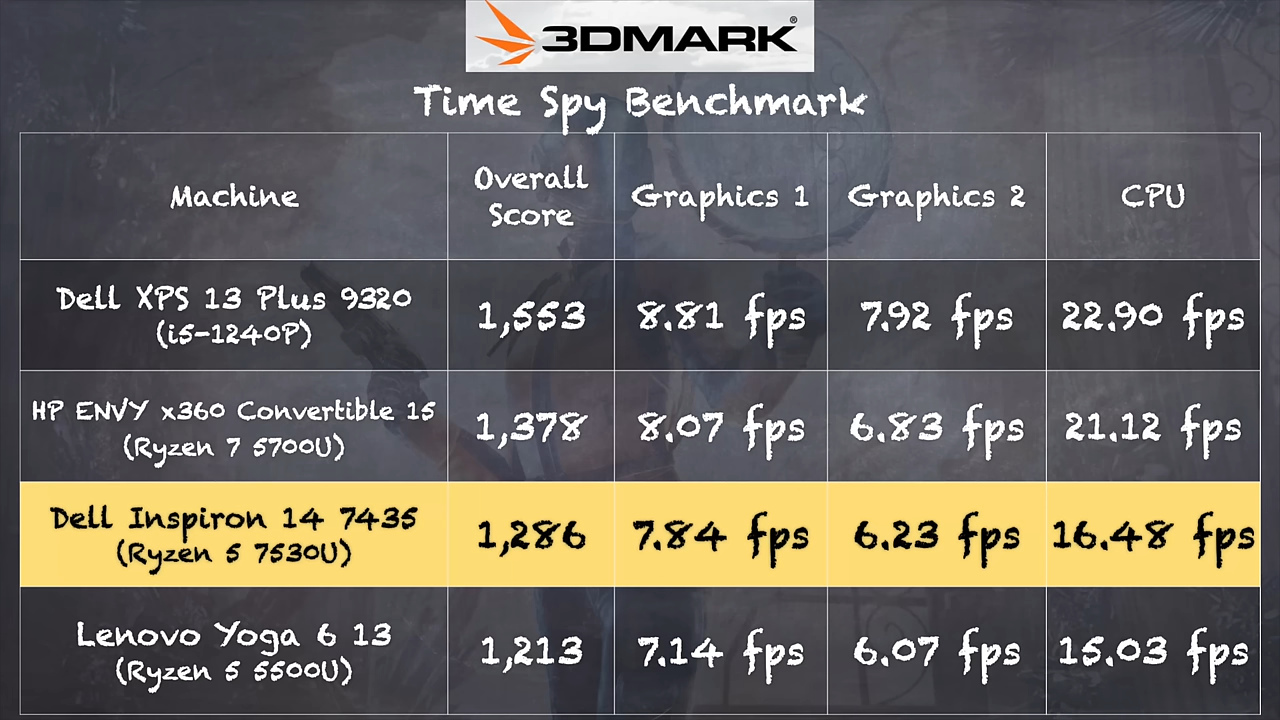 3DMARK®
Time Spy Benchmark
Machine
Overall
Score
Graphics 1
Graphics 2
CPU
Dell XPS 13 Plus 9320
(i5-1240P)
1,553
8.81 fps
7.92 fps
22.90 fps
HP ENVY x360 Convertible 15
(Ryzen 7 5700U)
1,378
8.07 fps
6.83 fps
21.12 fps
Dell Inspiron 14 7435
(Ryzen 5 7530U)
1,286
7.84 fps
6.23 fps
16.48 fps
Lenovo Yoga 6 13
(Ryzen 5 5500U)
1,213
7.14 fps
6.07 fps
15.03 fps